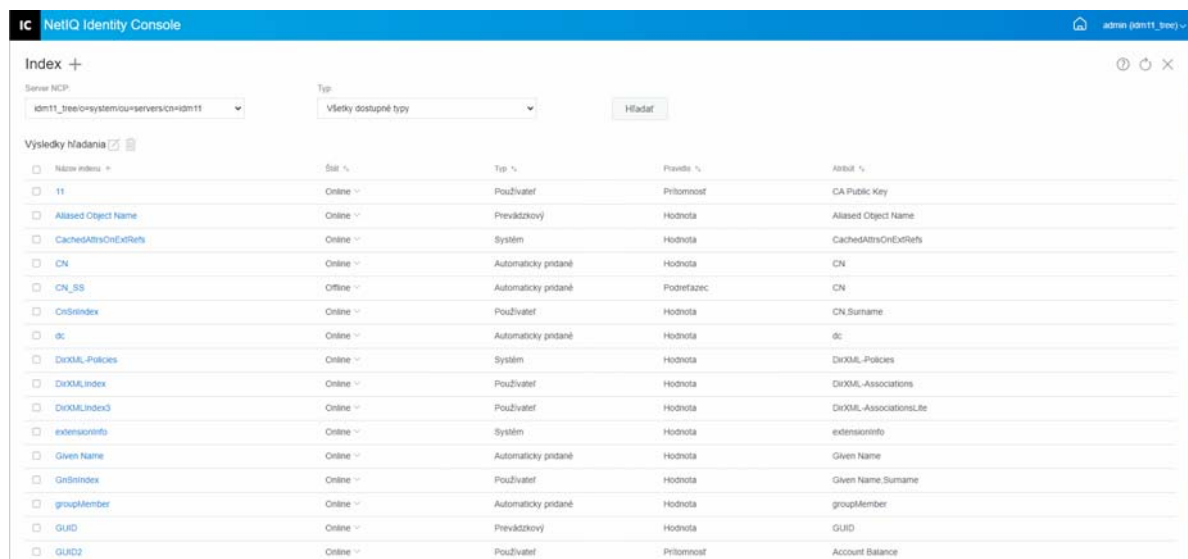 IC NetIQ Identity Console admin (idm11_tree)
Index +
Server NCP: Typ:
idm11_tree/o=system/ou=servers/cn=idm11 Všetky dostupné typy Hľadať
Výsledky hľadania
Názov indexu Štát Typ Pravidlo Atribút
11 Online Používateľ Prítomnosť CA Public Key
Aliased Object Name Online Prevádzkový Hodnota Aliased Object Name
CachedAttrsOnExtRefs Online Systém Hodnota CachedAttrsOnExtRefs
CN Online Automaticky pridané Hodnota CN
CN_SS Offline Automaticky pridané Podreťazec CN
CnSnIndex Online Používateľ Hodnota CN,Surname
dc Online Automaticky pridané Hodnota dc
DirXML-Policies Online Systém Hodnota DirXML-Policies
DirXMLIndex Online Používateľ Hodnota DirXML-Associations
DirXMLIndex3 Online Používateľ Hodnota DirXML-AssociationsLite
extensionInfo Online Systém Hodnota extensionInfo
Given Name Online Automaticky pridané Hodnota Given Name
GnSnIndex Online Používateľ Hodnota Given Name,Surname
groupMember Online Automaticky pridané Hodnota groupMember
GUID Online Prevádzkový Hodnota GUID
GUID2 Online Používateľ Prítomnosť Account Balance